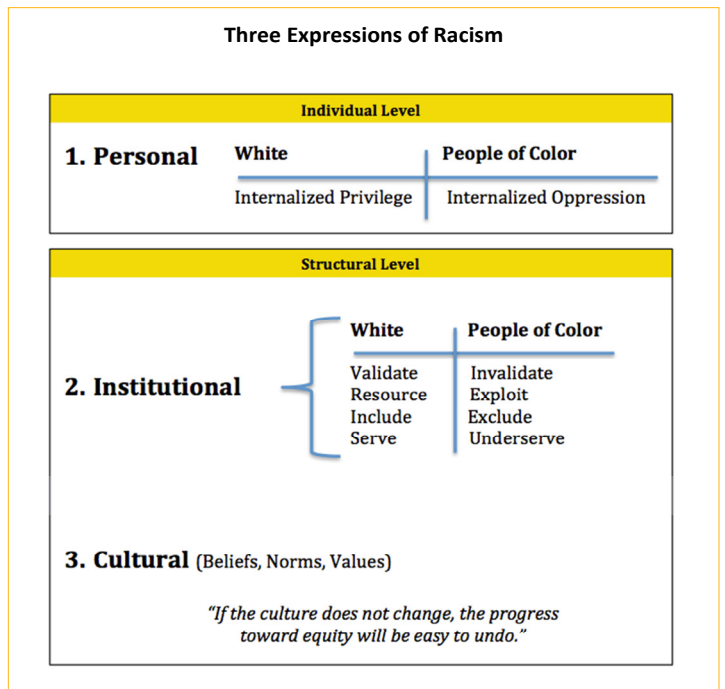 Three Expressions of Racism
Individual Level
1. Personal
White People of Color
Internalized Privilege Internalized Oppression
Structural Level
2. Institutional
White People of Color
Validate Invalidate
Resource Exploit
Include Exclude
Serve Underserve
3. Cultural (Beliefs, Norms, Values)
“If the culture does not change, the progress
toward equity will be easy to undo.”